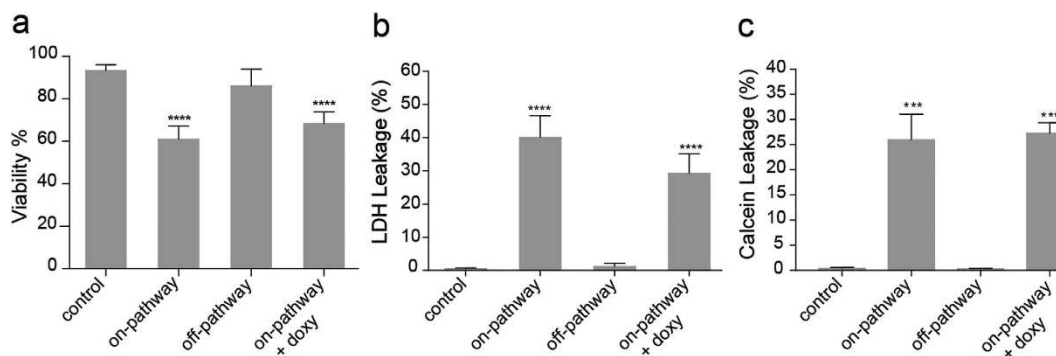 a
Viability %
100
80
60
40
20
0
****
****
control
on-pathway
off-pathway
on-pathway
+ doxy
b
LDH Leakage (%)
60
50
40
30
20
10
0
****
****
control
on-pathway
off-pathway
on-pathway
+ doxy
c
Calcein Leakage (%)
40
35
30
25
20
15
10
5
0
***
***
control
on-pathway
off-pathway
on-pathway
+ doxy